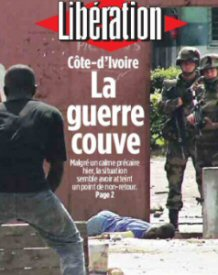 Libération
Côte-d'Ivoire
La
guerre
couve
Malgré un calme précaire
hier, la situation
semble avoir atteint
un point de non-retour.
Page 2